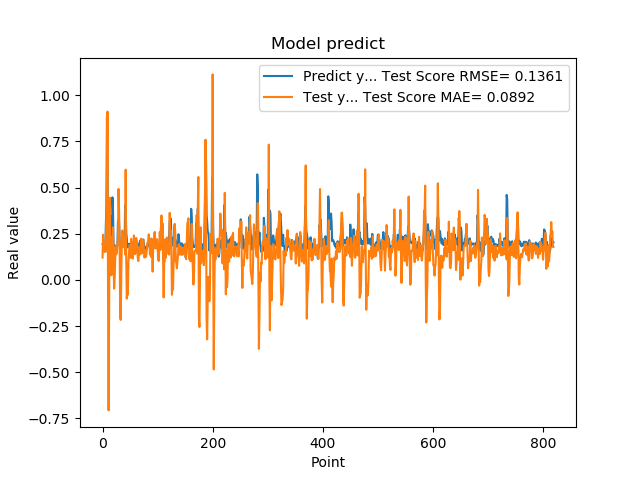 Model predict
Predict y... Test Score RMSE= 0.1361
Test y... Test Score MAE= 0.0892
Real value
1.00
0.75
0.50
0.25
0.00
−0.25
−0.50
−0.75
0 200 400 600 800
Point